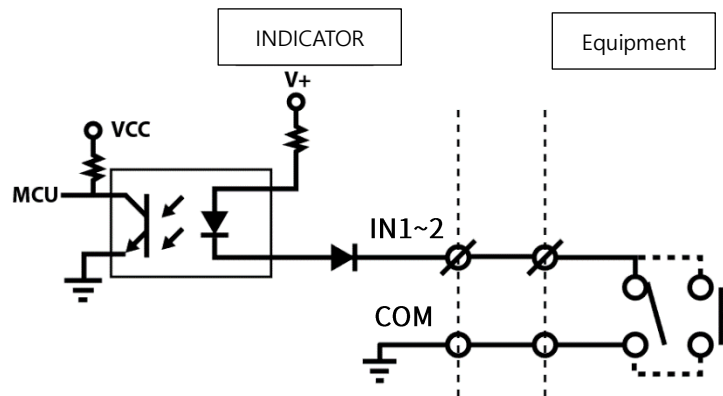 INDICATOR
Equipment
V+
VCC
MCU
IN1~2
COM